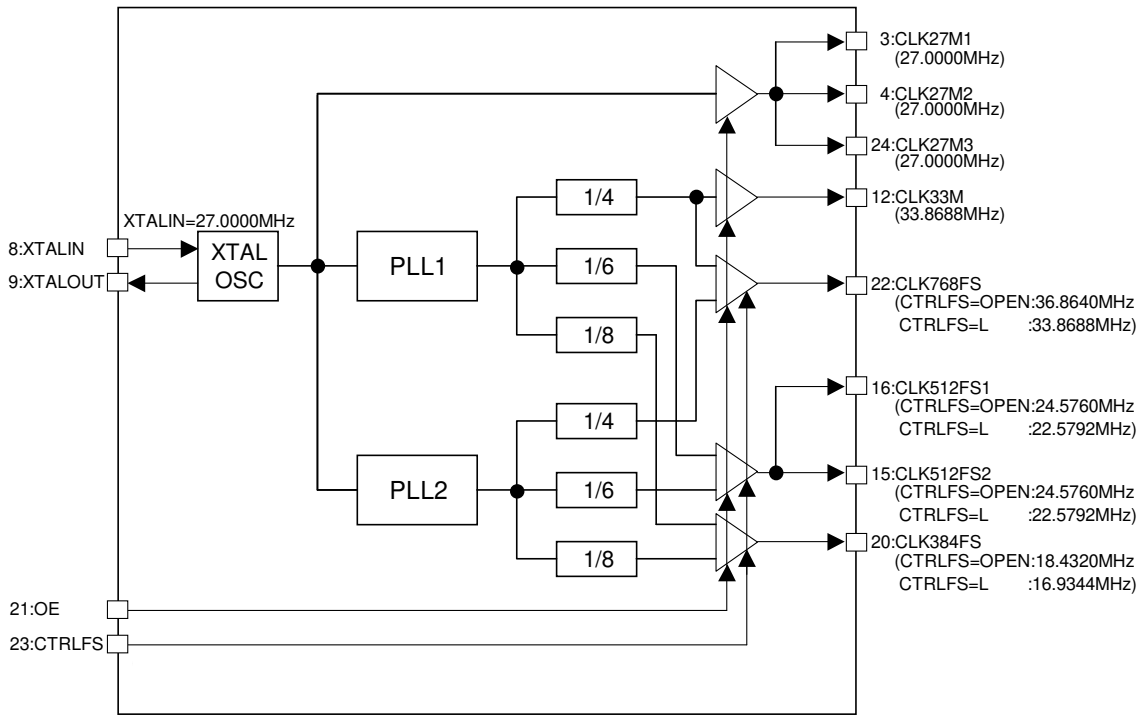 3:CLK27M1
(27.0000MHz)
4:CLK27M2
(27.0000MHz)
24:CLK27M3
(27.0000MHz)
1/4
12:CLK33M
(33.8688MHz)
XTALIN=27.0000MHz
8:XTALIN
9:XTALOUT
XTAL
OSC
PLL1
1/6
22:CLK768FS
(CTRLFS=OPEN:36.8640MHz
CTRLFS=L :33.8688MHz)
1/8
16:CLK512FS1
(CTRLFS=OPEN:24.5760MHz
CTRLFS=L :22.5792MHz)
1/4
PLL2
1/6
15:CLK512FS2
(CTRLFS=OPEN:24.5760MHz
CTRLFS=L :22.5792MHz)
1/8
20:CLK384FS
(CTRLFS=OPEN:18.4320MHz
CTRLFS=L :16.9344MHz)
21:OE
23:CTRLFS